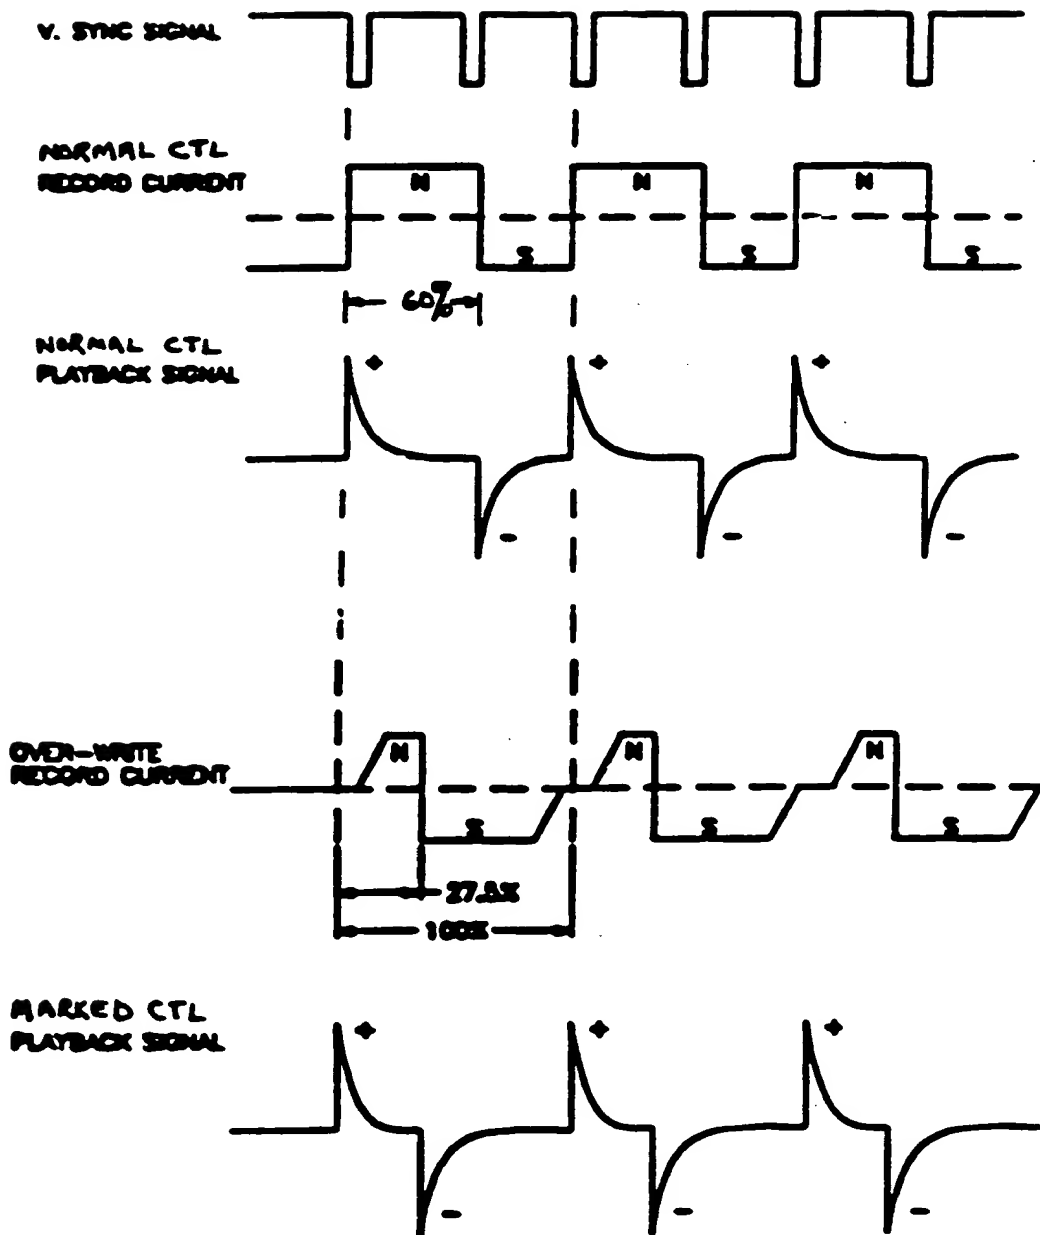 V. SYNC SIGNAL
NORMAL CTL
RECORD CURRENT
N N N
S S S
60%
NORMAL CTL
PLAYBACK SIGNAL
+ + +
- - -
OVER-WRITE
RECORD CURRENT
N N N
S S S
27.5%
100%
MARKED CTL
PLAYBACK SIGNAL
+ + +
- - -